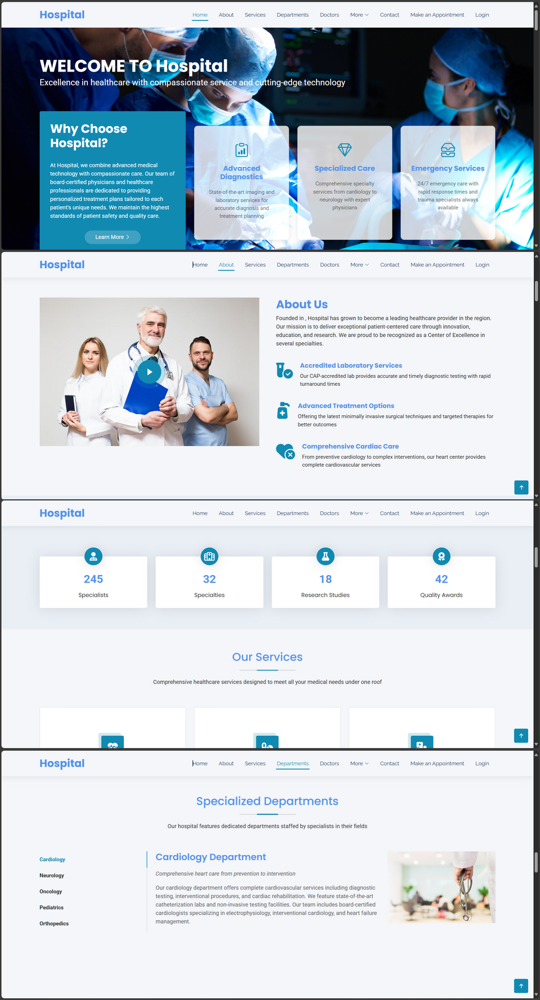 Hospital
Home About Services Departments Doctors More Contact Make an Appointment Login
WELCOME TO Hospital
Excellence in healthcare with compassionate service and cutting-edge technology
Why Choose
Hospital?
At Hospital, we combine advanced medical
technology with compassionate care. Our team of
board-certified physicians and healthcare
professionals are dedicated to providing
personalized treatment plans tailored to each
patient's unique needs. We maintain the highest
standards of patient safety and quality care.
Learn More
Advanced
Diagnostics
State-of-the-art imaging and
laboratory services for
accurate diagnosis and
treatment planning
Specialized Care
Comprehensive specialty
services from cardiology to
neurology with expert
physicians
Emergency Services
24/7 emergency care with
rapid response times and
trauma specialists always
available
Hospital
Home About Services Departments Doctors More Contact Make an Appointment Login
About Us
Founded in , Hospital has grown to become a leading healthcare provider in the region.
Our mission is to deliver exceptional patient-centered care through innovation,
education, and research. We are proud to be recognized as a Center of Excellence in
several specialties.
Accredited Laboratory Services
Our CAP-accredited lab provides accurate and timely diagnostic testing with rapid
turnaround times
Advanced Treatment Options
Offering the latest minimally invasive surgical techniques and targeted therapies for
better outcomes
Comprehensive Cardiac Care
From preventive cardiology to complex interventions, our heart center provides
complete cardiovascular services
Hospital
Home About Services Departments Doctors More Contact Make an Appointment Login
245
Specialists
32
Specialties
18
Research Studies
42
Quality Awards
Our Services
Comprehensive healthcare services designed to meet all your medical needs under one roof
Hospital
Home About Services Departments Doctors More Contact Make an Appointment Login
Specialized Departments
Our hospital features dedicated departments staffed by specialists in their fields
Cardiology
Neurology
Oncology
Pediatrics
Orthopedics
Cardiology Department
Comprehensive heart care from prevention to intervention
Our cardiology department offers complete cardiovascular services including diagnostic
testing, interventional procedures, and cardiac rehabilitation. We feature state-of-the-art
catheterization labs and non-invasive testing facilities. Our team includes board-certified
cardiologists specializing in electrophysiology, interventional cardiology, and heart failure
management.